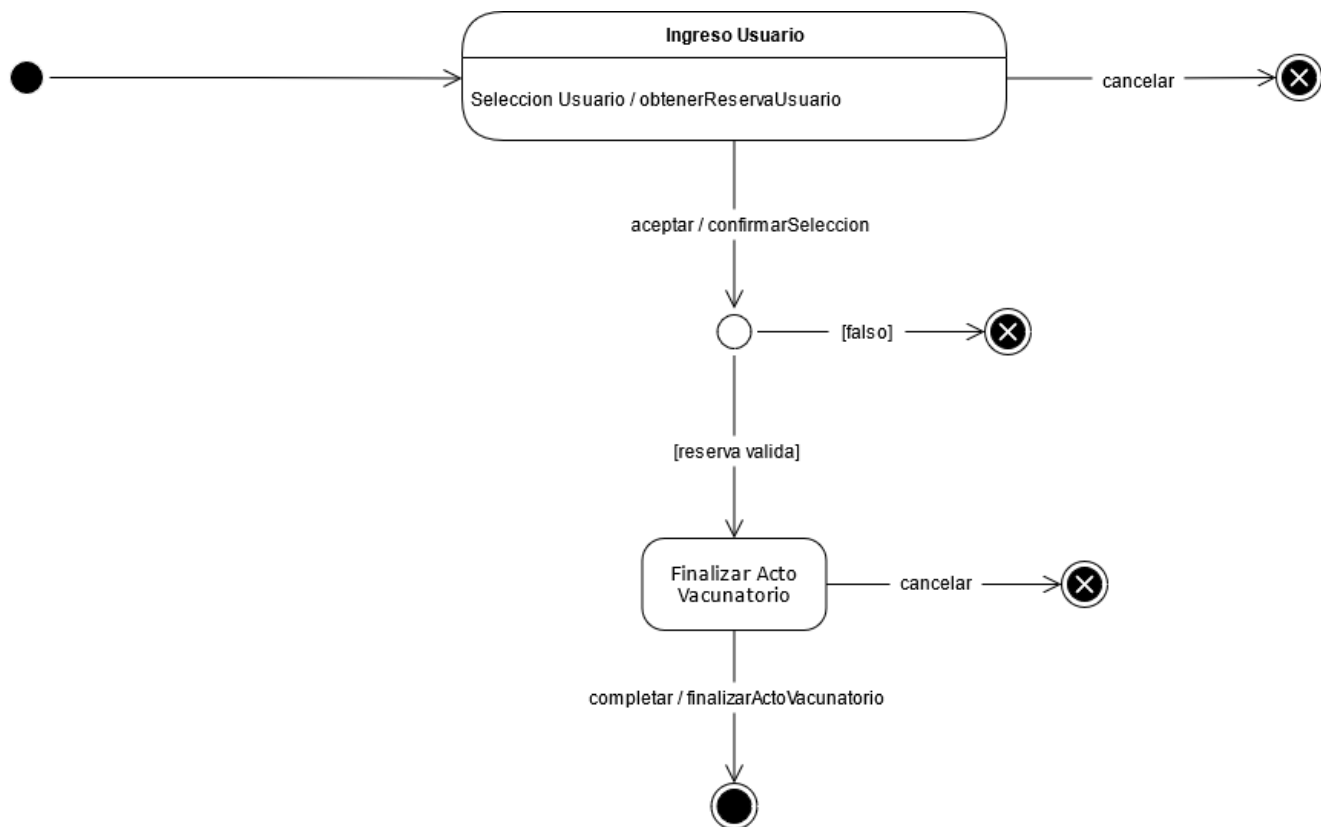 Ingreso Usuario
Seleccion Usuario / obtenerReservaUsuario
cancelar
aceptar / confirmarSeleccion
[falso]
[reserva valida]
Finalizar Acto
Vacunatorio
cancelar
completar / finalizarActoVacunatorio